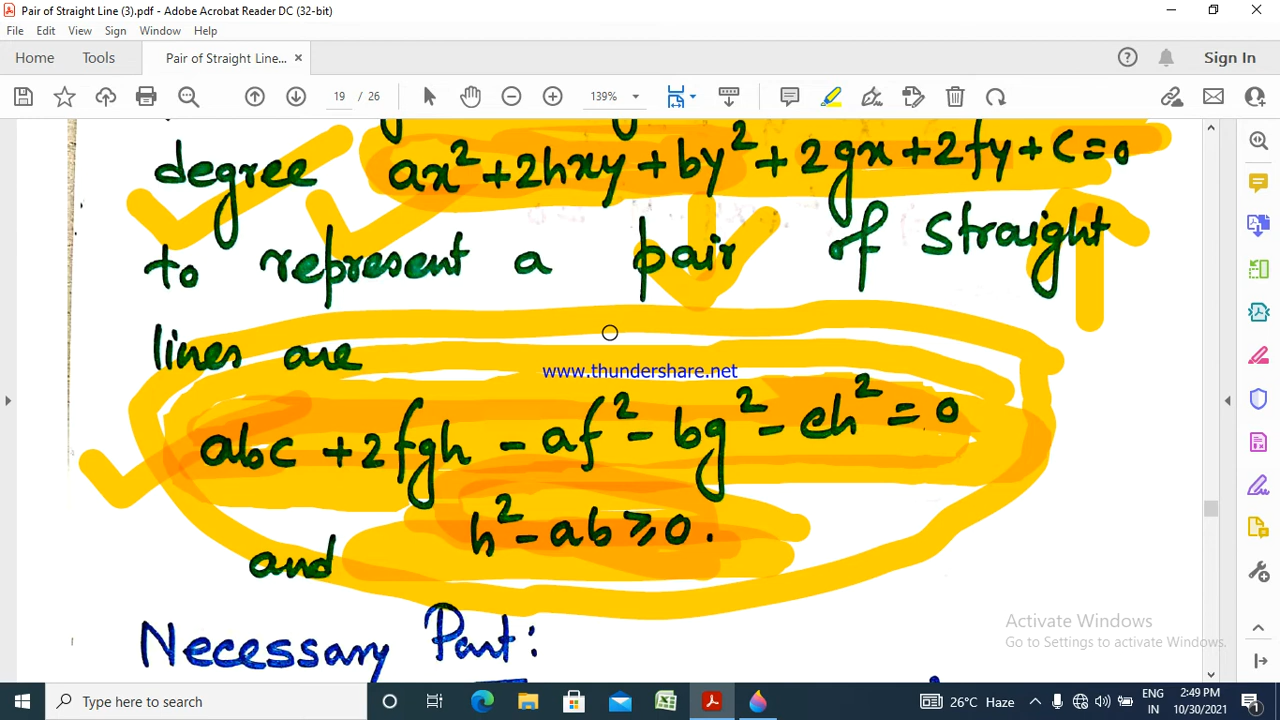 Pair of Straight Line (3).pdf - Adobe Acrobat Reader DC (32-bit)
File Edit View Sign Window Help
Home Tools Pair of Straight Line... × Sign In
19 / 26 139%
degree ax² + 2hxy + by² + 2gx + 2fy + c = 0
to represent a pair of straight
lines are
www.thundershare.net
abc + 2fgh - af² - bg² - ch² = 0
and h² - ab ≥ 0.
Necessary Part:
Activate Windows
Go to Settings to activate Windows.
Type here to search
26°C Haze
ENG
IN
2:49 PM
10/30/2021
1